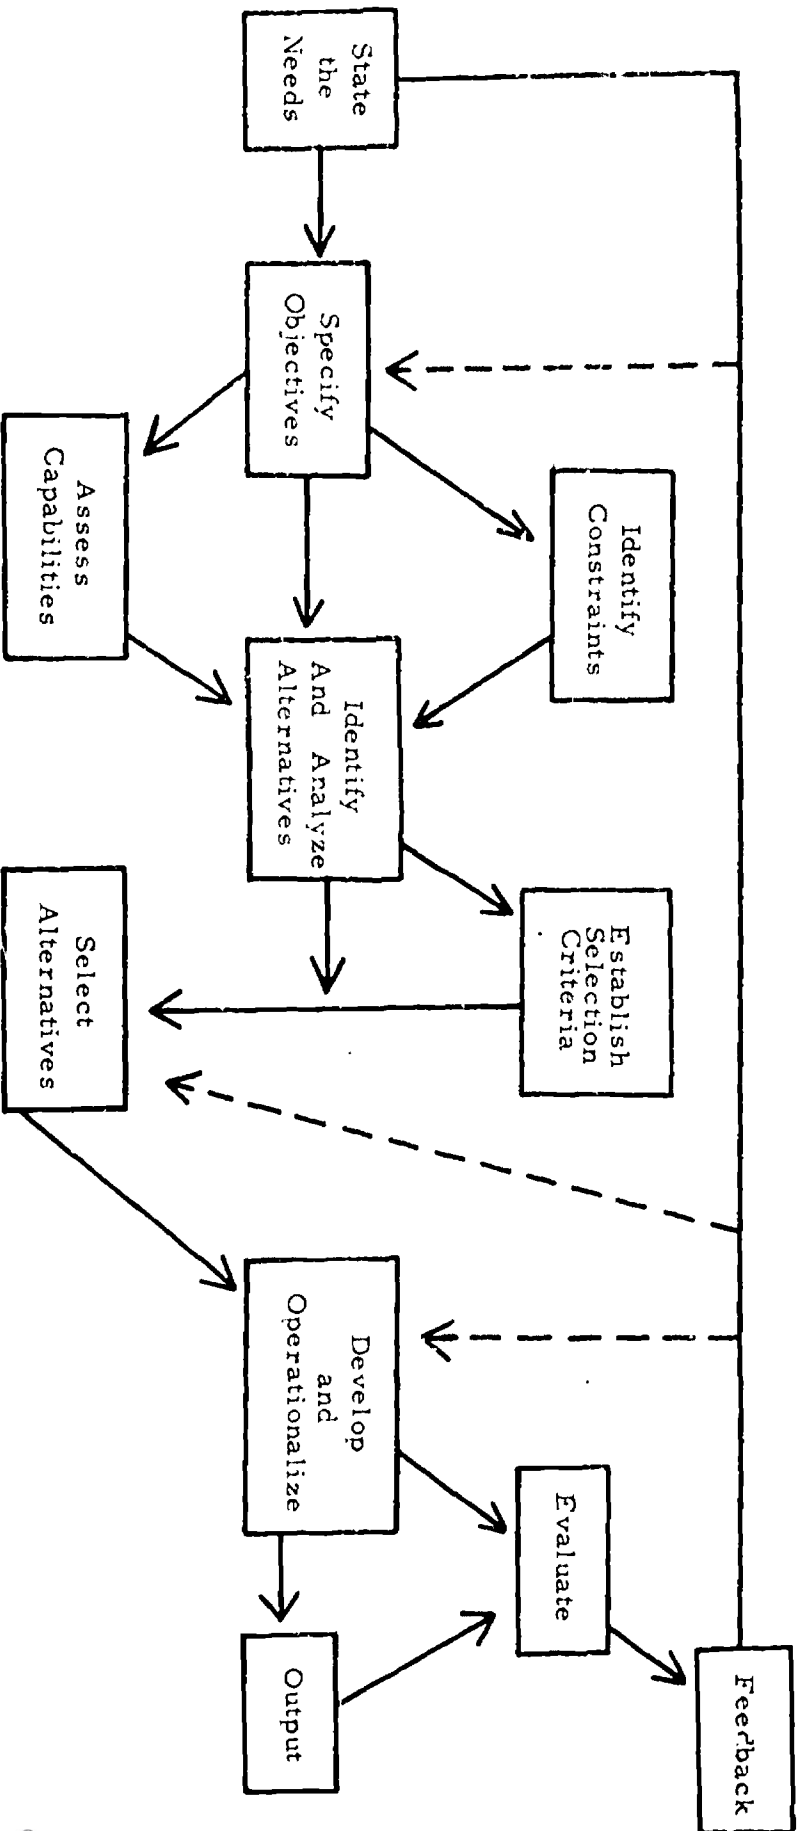 State
the
Needs
Specify
Objectives
Identify
Constraints
Assess
Capabilities
Identify
And Analyze
Alternatives
Establish
Selection
Criteria
Select
Alternatives
Develop
and
Operationalize
Evaluate
Output
Feedback